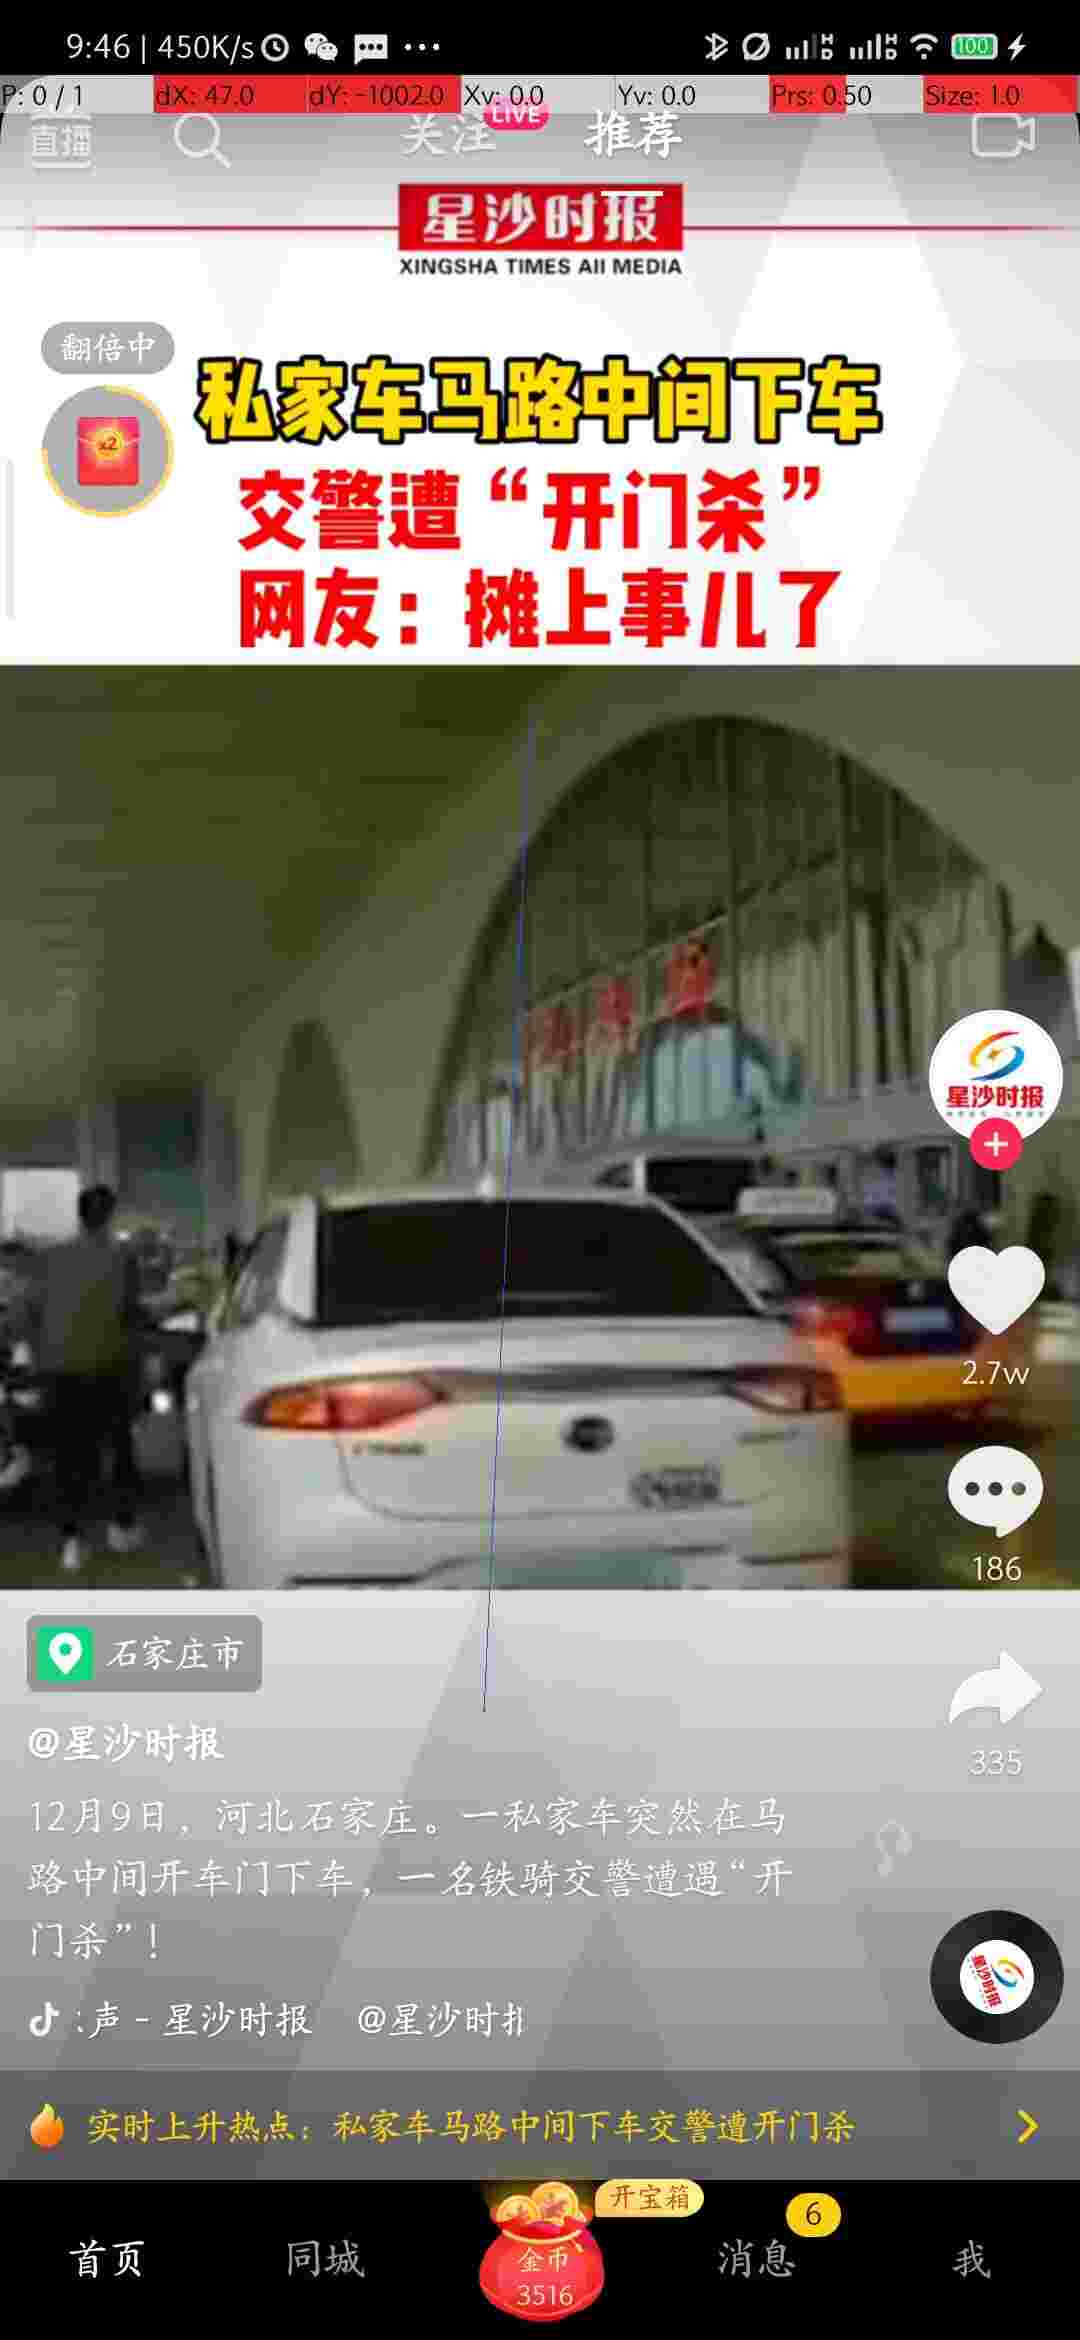 9:46 | 450K/s
100
P: 0 / 1 dX: 47.0 dY: -1002.0 Xv: 0.0 Yv: 0.0 Prs: 0.50 Size: 1.0
直播 关注 LIVE 推荐
星沙时报
XINGSHA TIMES All MEDIA
翻倍中
x2
私家车马路中间下车
交警遭“开门杀”
网友：摊上事儿了
星沙时报
2.7w
186
石家庄市
335
@星沙时报
12月9日，河北石家庄。一私家车突然在马
路中间开车门下车，一名铁骑交警遭遇“开
门杀”！
星沙时报
:声 - 星沙时报 @星沙时
实时上升热点：私家车马路中间下车交警遭开门杀
开宝箱
6
首页 同城 金币 消息 我
3516